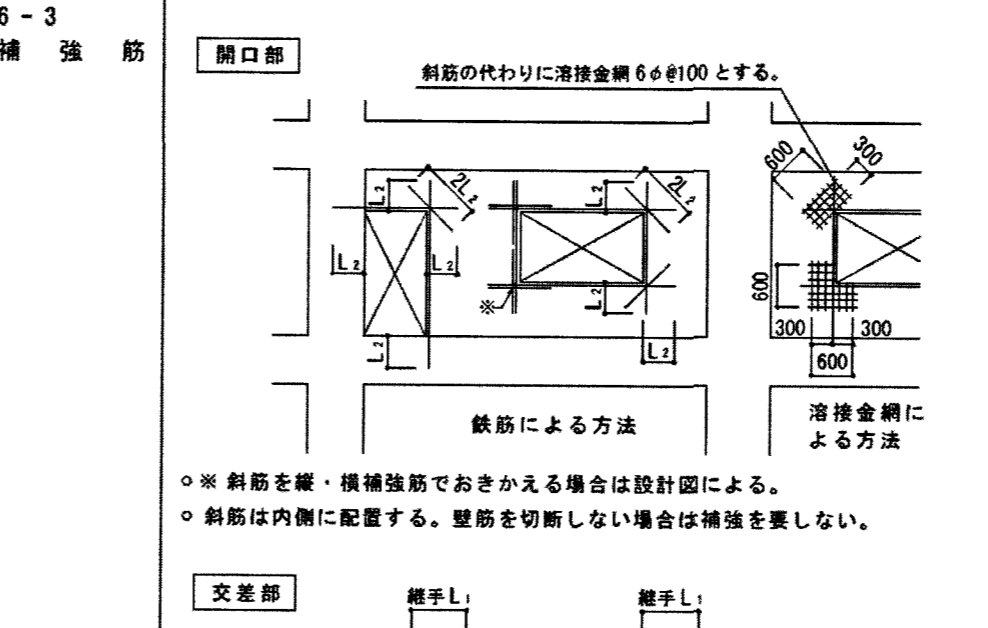 6-3
補強筋
開口部
斜筋の代わりに溶接金網6φ@100とする。
L2
2L2
L2
2L2
600
300
L2
L2
※
L2
600
L2
L2
300
300
600
鉄筋による方法
溶接金網に
よる方法
○※ 斜筋を縦・横補強筋でおきかえる場合は設計図による。
○ 斜筋は内側に配置する。壁筋を切断しない場合は補強を要しない。
交差部
継手L1
継手L1